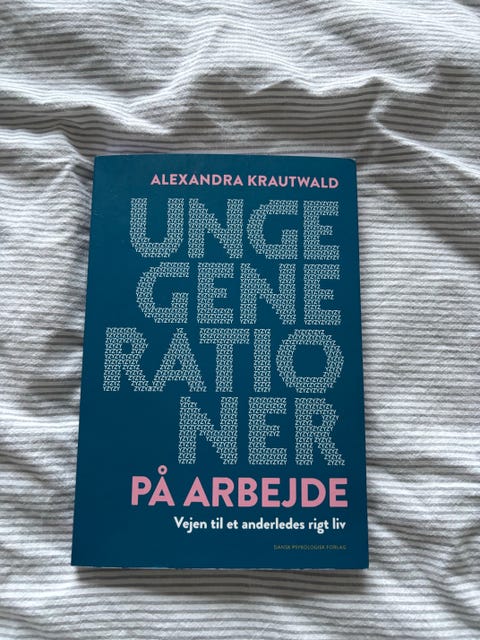 ALEXANDRA KRAUTWALD
UNGE
GENE
RATIO
NER
PÅ ARBEJDE
Vejen til et anderledes rigt liv
DANSK PSYKOLOGISK FORLAG